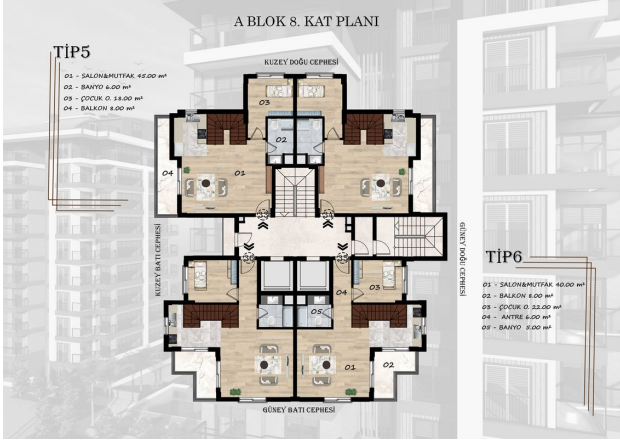 A BLOK 8. KAT PLANI
TİP5
01 - SALON&MUTFAK 45.00 m²
02 - BANYO 6.00 m²
03 - ÇOCUK O. 18.00 m²
04 - BALKON 8.00 m²
KUZEY DOĞU CEPHESİ
03
02
04
01
KUZEY BATI CEPHESİ
GÜNEY DOĞU CEPHESİ
TİP6
01 - SALON&MUTFAK 40.00 m²
02 - BALKON 8.00 m²
03 - ÇOCUK O. 22.00 m²
04 - ANTRE 6.00 m²
05 - BANYO 5.00 m²
03
04
05
01
02
GÜNEY BATI CEPHESİ